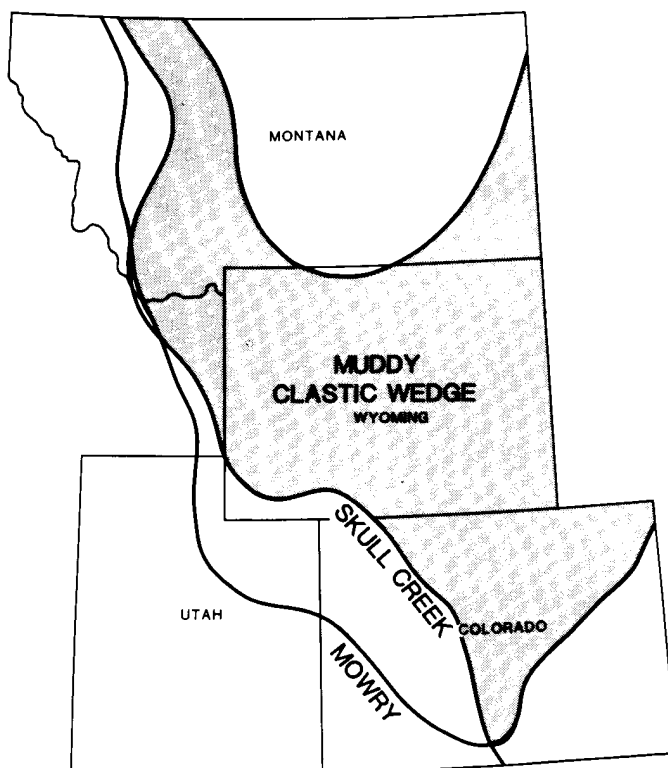 MONTANA
MUDDY
CLASTIC WEDGE
WYOMING
SKULL CREEK
COLORADO
UTAH
MOWRY